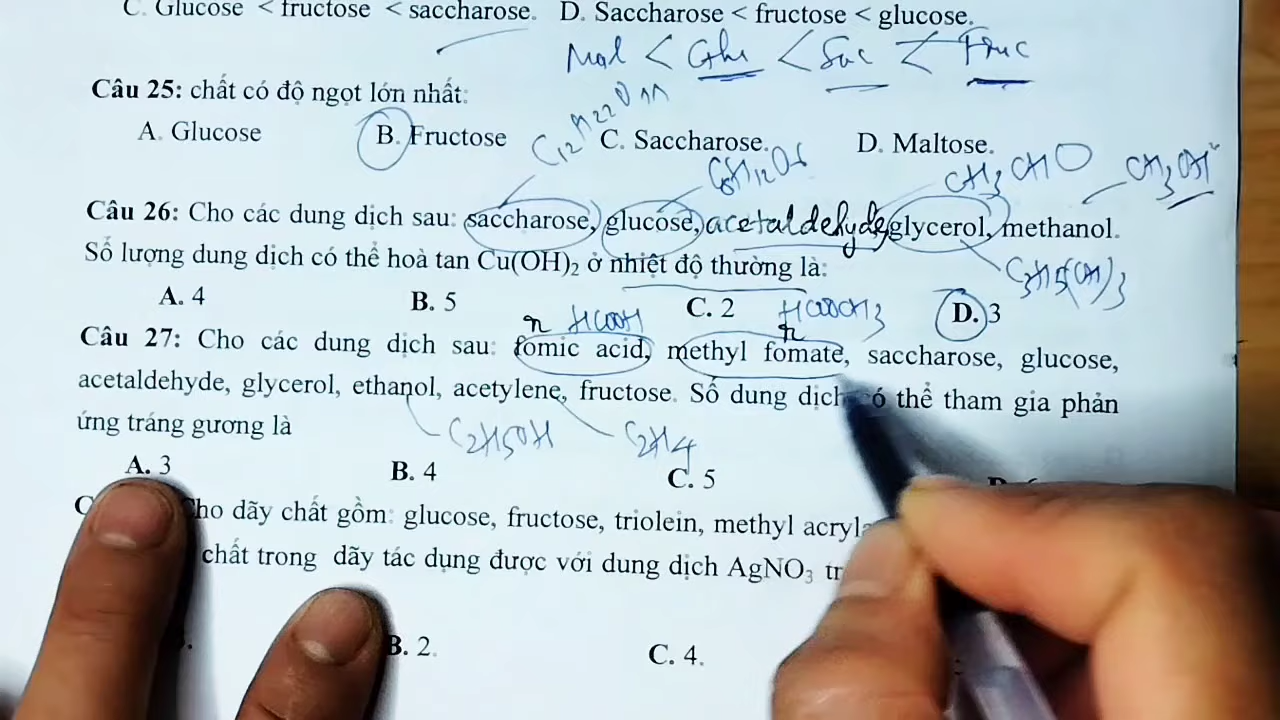 C. Glucose < fructose < saccharose. D. Saccharose < fructose < glucose.
Mal < Glu < Sac < Fruc
Câu 25: chất có độ ngọt lớn nhất:
C12H22O11
A. Glucose B. Fructose C. Saccharose. D. Maltose.
C6H12O6 CH3CHO CH3OH
Câu 26: Cho các dung dịch sau: saccharose, glucose, acetaldehyde, glycerol, methanol.
Số lượng dung dịch có thể hoà tan Cu(OH)2 ở nhiệt độ thường là:
C3H5(OH)3
A. 4 B. 5 C. 2 D. 3
r HCOOH HCOOCH3 r
Câu 27: Cho các dung dịch sau: fomic acid, methyl fomate, saccharose, glucose,
acetaldehyde, glycerol, ethanol, acetylene, fructose. Số dung dịch có thể tham gia phản
ứng tráng gương là
C2H5OH C2H4
A. 3 B. 4 C. 5
Cho dãy chất gồm: glucose, fructose, triolein, methyl acryla
chất trong dãy tác dụng được với dung dịch AgNO3 tr
B. 2. C. 4.